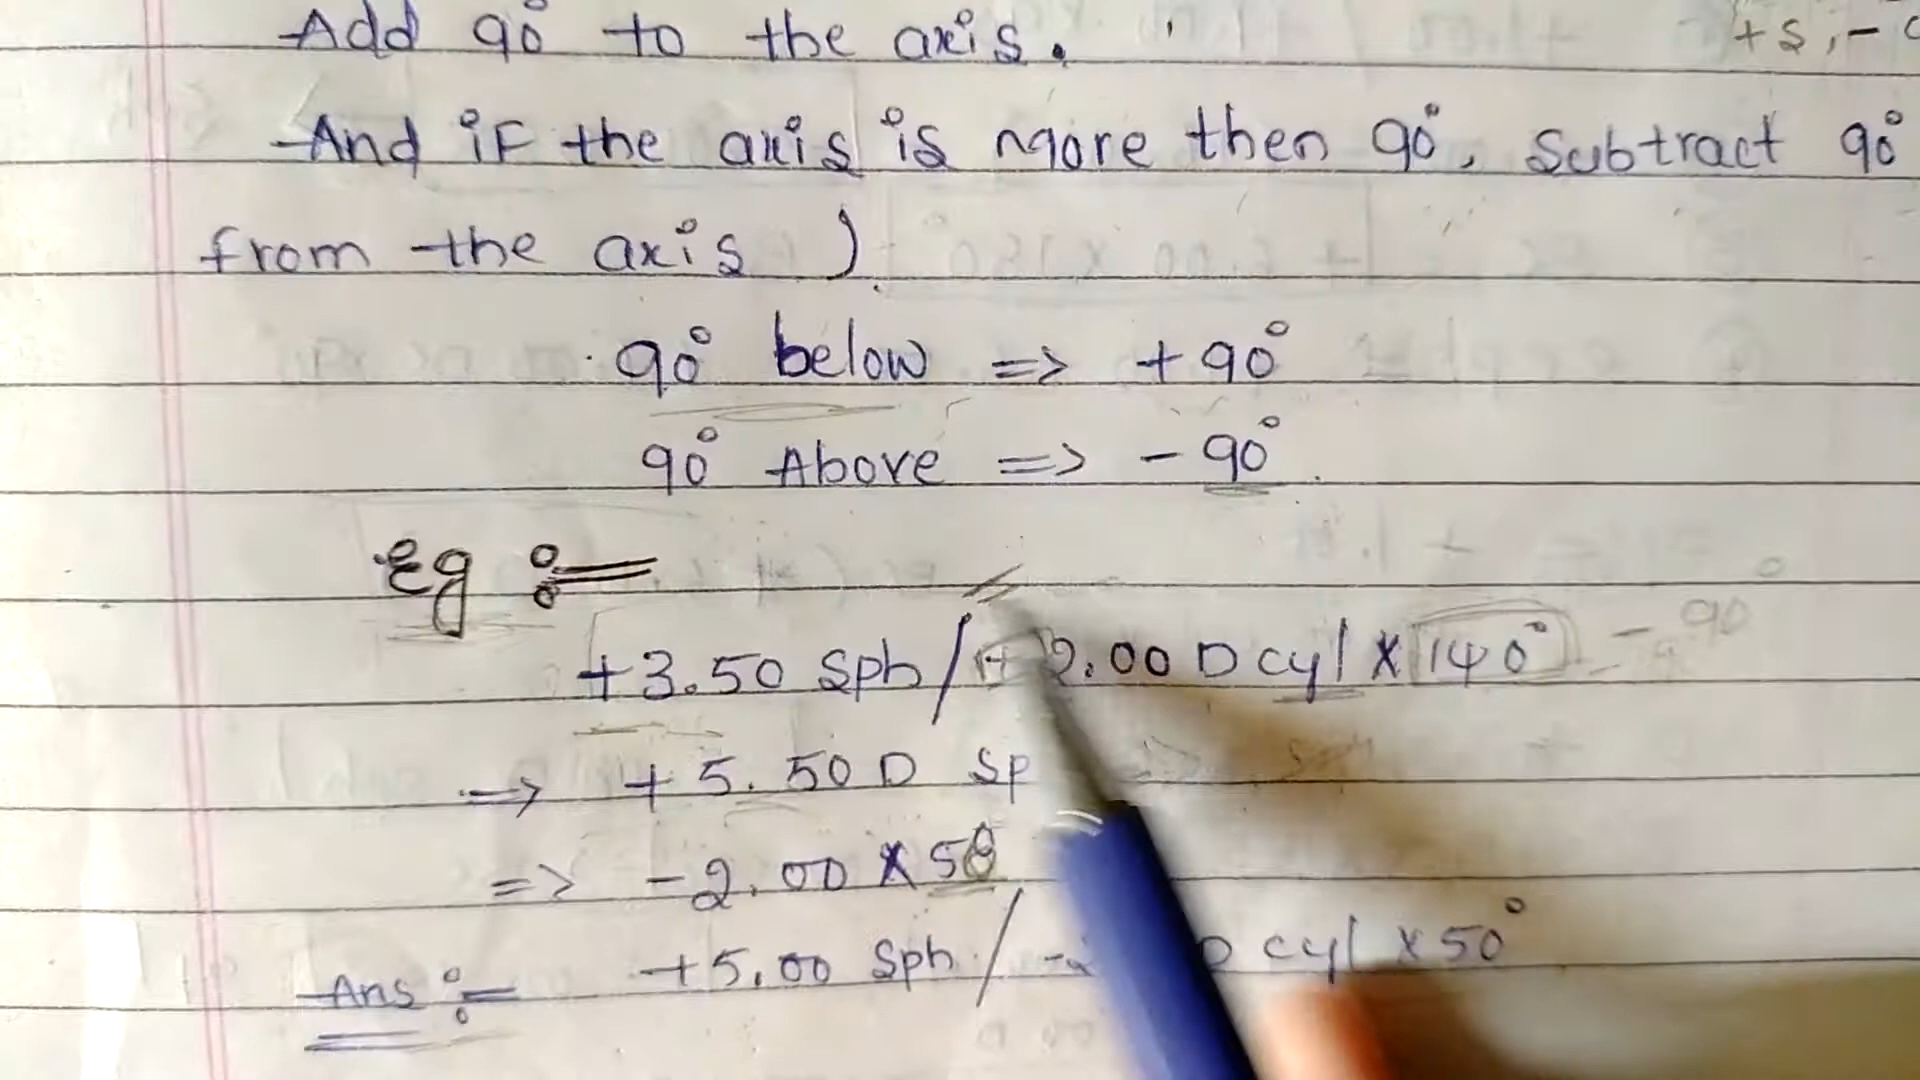 Add 90° to the axis.
+s, -
And if the axis is more then 90°, Subtract 90°
from the axis )
90° below => +90°
90° Above => - 90°
Eg :=
+3.50 Sph / + 2.00 D cyl × 140° - 90°
=> + 5.50 D Sp
=> - 2.00 × 50
Ans := +5.00 Sph / -2 D cyl × 50°